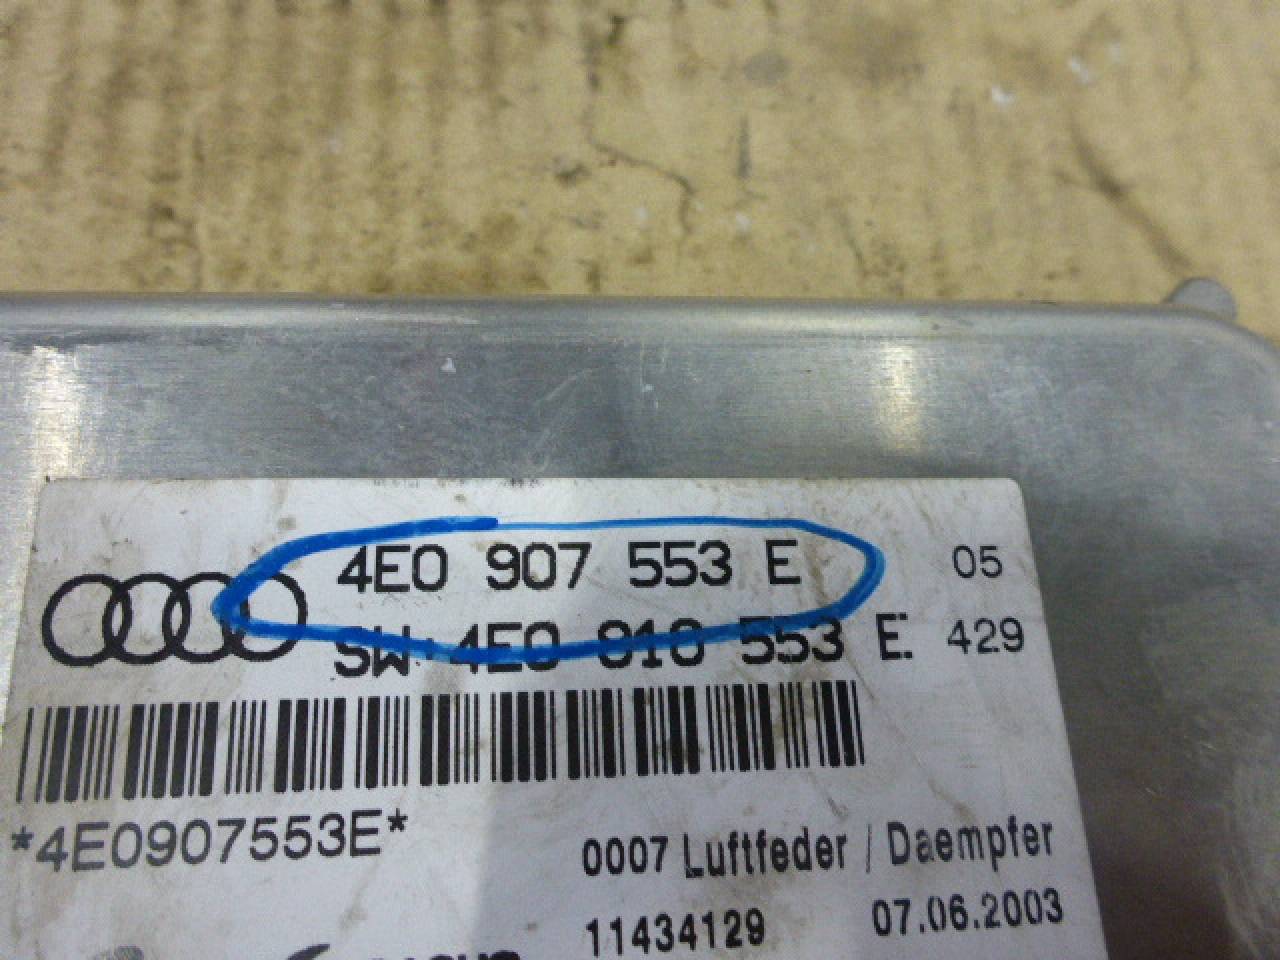 4E0 907 553 E 05
SW: 4E0 910 553 E 429
*4E0907553E*
0007 Luftfeder / Daempfer
11434129 07.06.2003